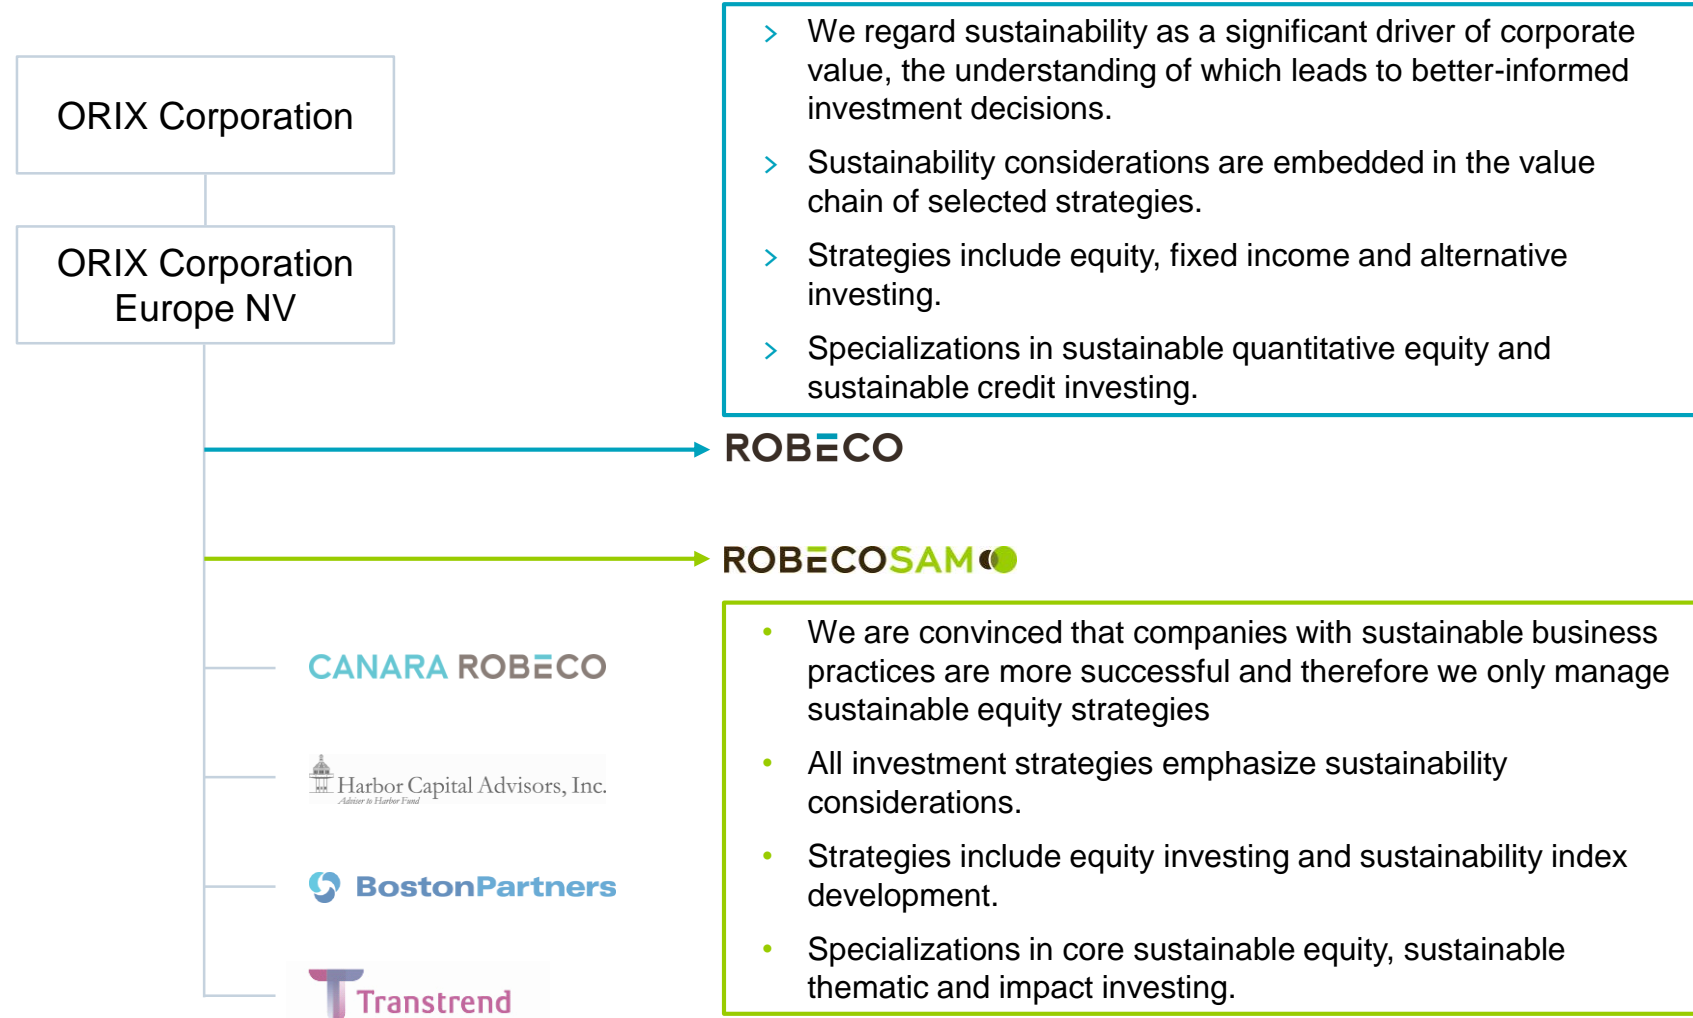 ORIX Corporation
ORIX Corporation
Europe NV
> We regard sustainability as a significant driver of corporate
value, the understanding of which leads to better-informed
investment decisions.
> Sustainability considerations are embedded in the value
chain of selected strategies.
> Strategies include equity, fixed income and alternative
investing.
> Specializations in sustainable quantitative equity and
sustainable credit investing.
ROBECO
ROBECOSAM
CANARA ROBECO
Harbor Capital Advisors, Inc.
Adviser to Harbor Fund
BostonPartners
Transtrend
• We are convinced that companies with sustainable business
practices are more successful and therefore we only manage
sustainable equity strategies
• All investment strategies emphasize sustainability
considerations.
• Strategies include equity investing and sustainability index
development.
• Specializations in core sustainable equity, sustainable
thematic and impact investing.